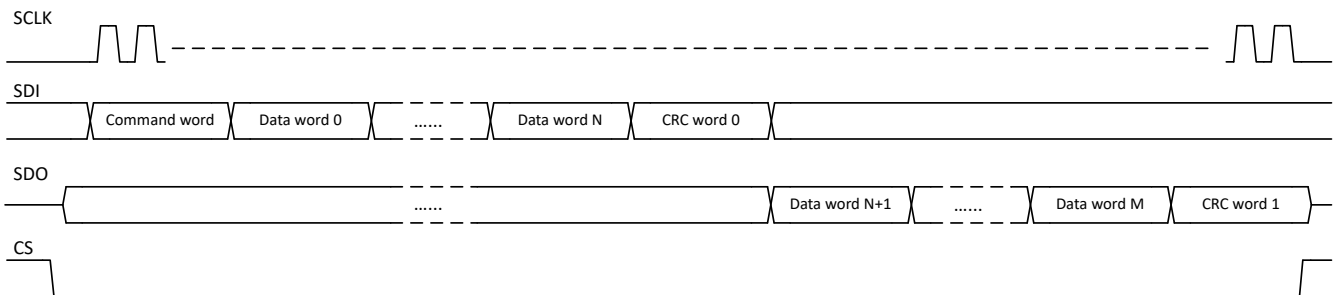 SCLK
SDI
Command word Data word 0 ...... Data word N CRC word 0
SDO
...... Data word N+1 ...... Data word M CRC word 1
CS